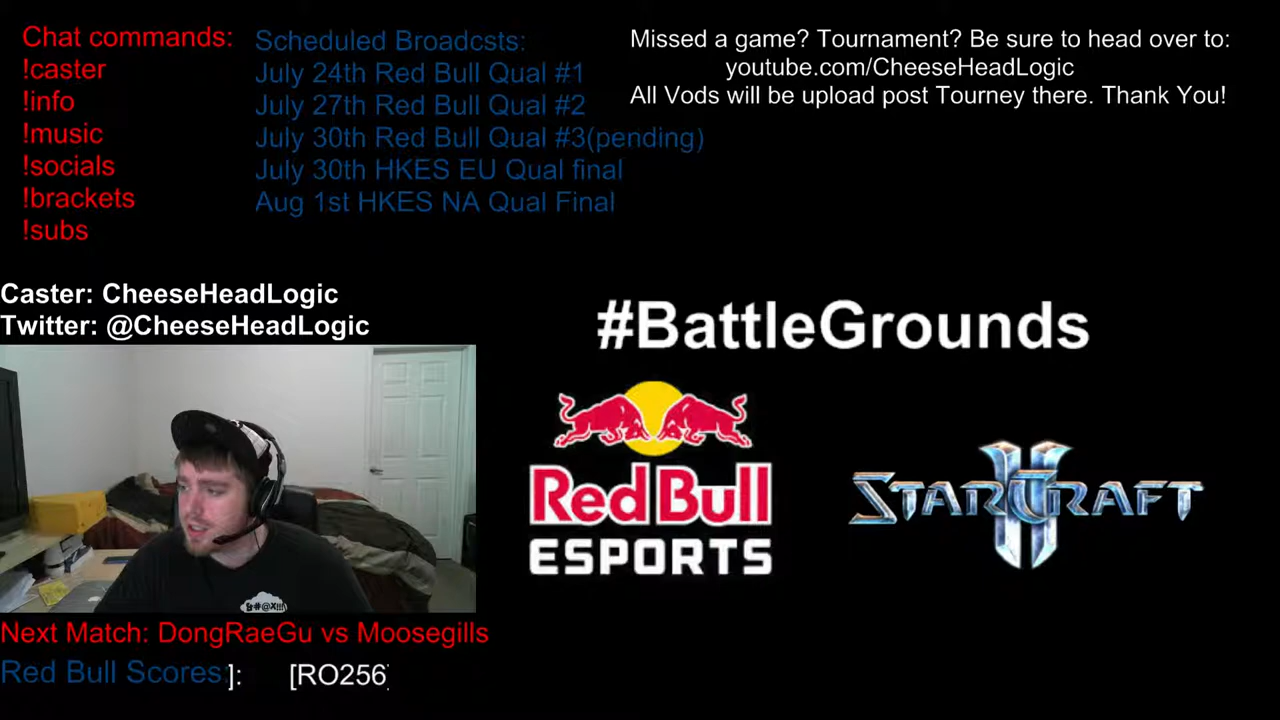 Chat commands:
!caster
!info
!music
!socials
!brackets
!subs
Scheduled Broadcsts:
July 24th Red Bull Qual #1
July 27th Red Bull Qual #2
July 30th Red Bull Qual #3(pending)
July 30th HKES EU Qual final
Aug 1st HKES NA Qual Final
Missed a game? Tournament? Be sure to head over to:
youtube.com/CheeseHeadLogic
All Vods will be upload post Tourney there. Thank You!
Caster: CheeseHeadLogic
Twitter: @CheeseHeadLogic
#BattleGrounds
Red Bull
ESPORTS
STARCRAFT
II
&#@X!!!
Next Match: DongRaeGu vs Moosegills
Red Bull Scores: ]: [RO256]